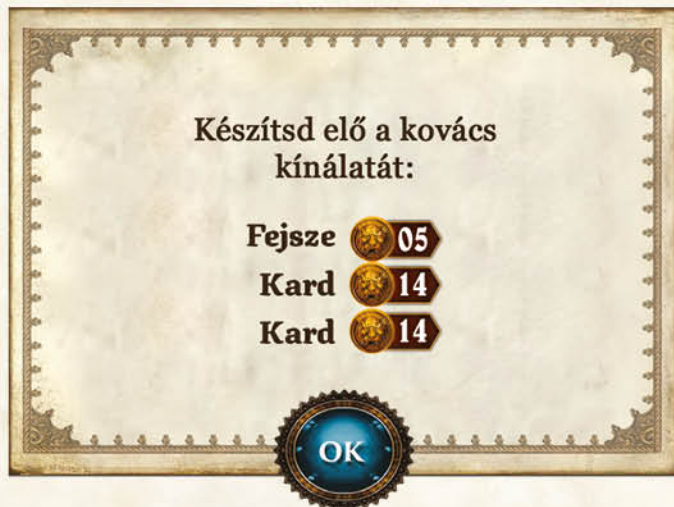 Készítsd elő a kovács
kínálatát:
Fejsze 05
Kard 14
Kard 14
OK